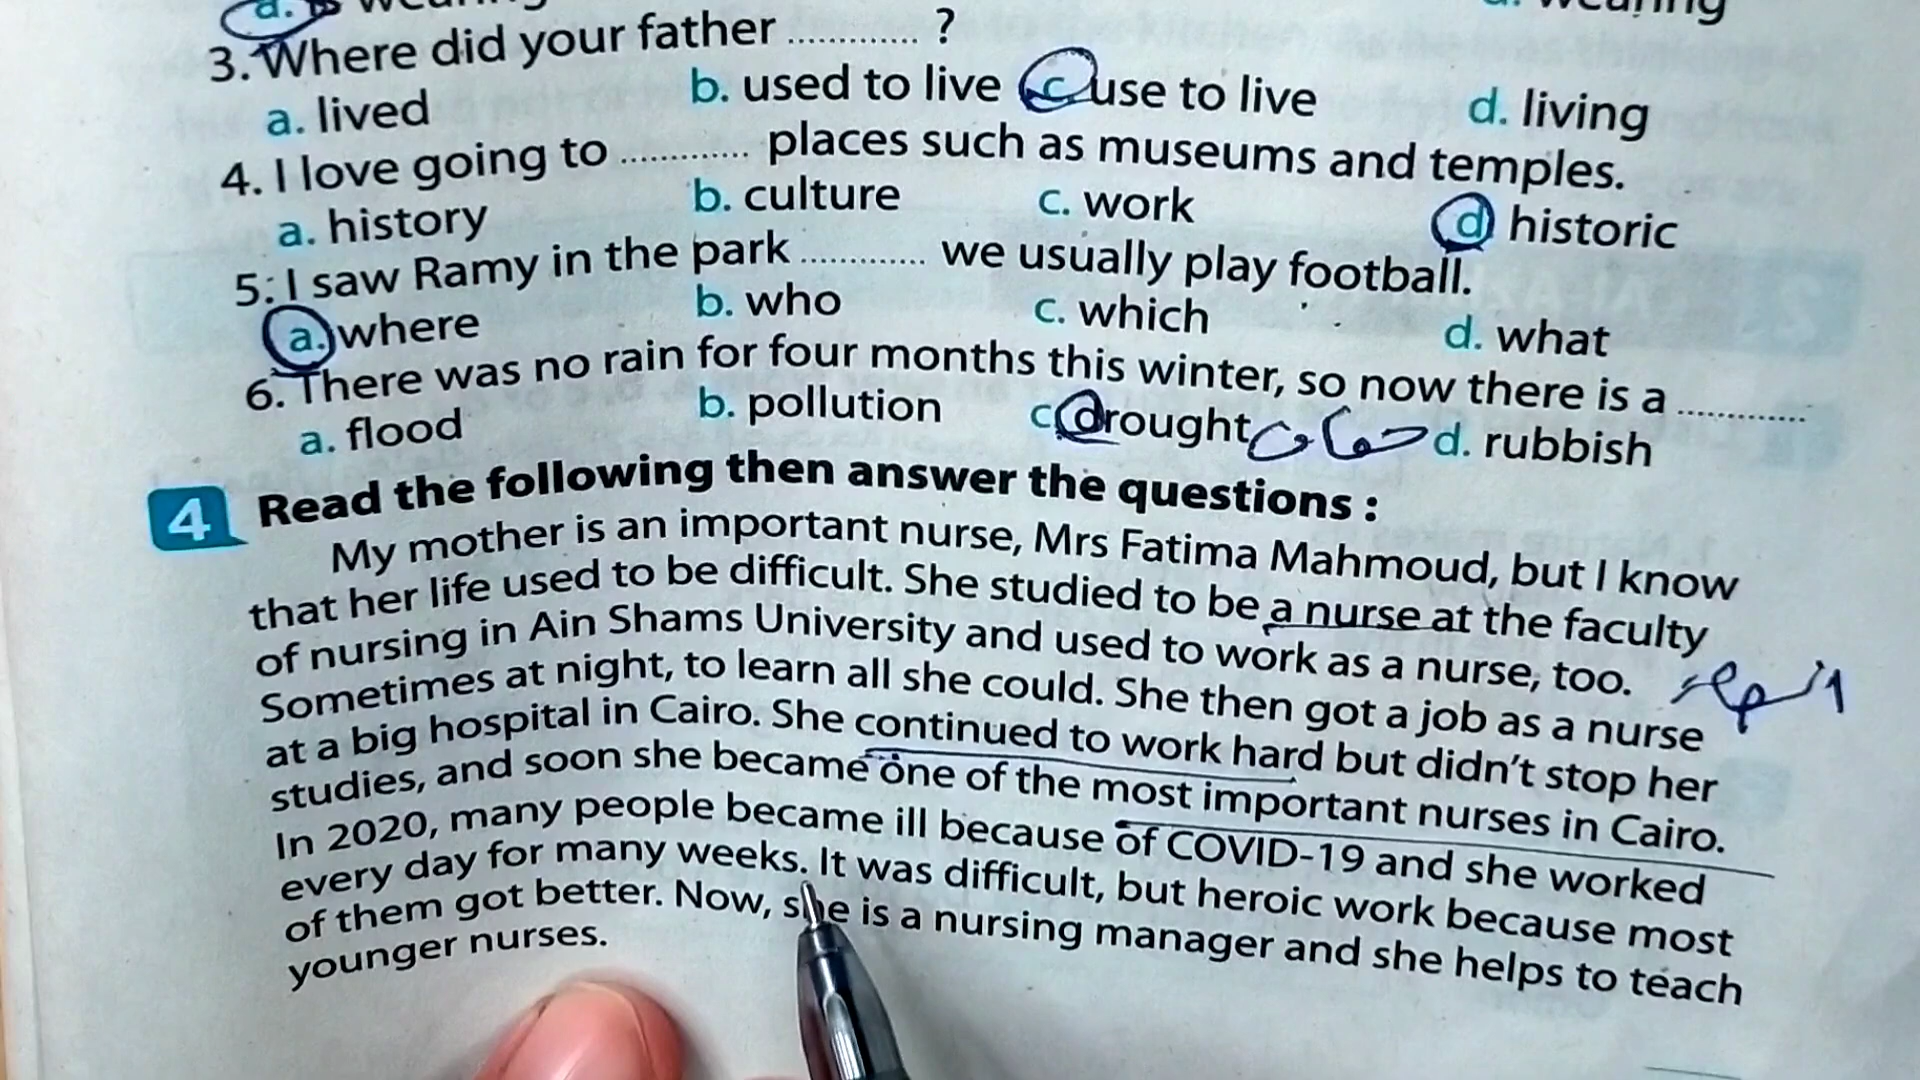 3. Where did your father ............. ?
a. lived b. used to live c. use to live d. living
4. I love going to ............. places such as museums and temples.
a. history b. culture c. work d. historic
5. I saw Ramy in the park ............. we usually play football.
a. where b. who c. which d. what
6. There was no rain for four months this winter, so now there is a .............
a. flood b. pollution c. drought d. rubbish
4 Read the following then answer the questions :
My mother is an important nurse, Mrs Fatima Mahmoud, but I know
that her life used to be difficult. She studied to be a nurse at the faculty
of nursing in Ain Shams University and used to work as a nurse, too.
Sometimes at night, to learn all she could. She then got a job as a nurse
at a big hospital in Cairo. She continued to work hard but didn't stop her
studies, and soon she became one of the most important nurses in Cairo.
In 2020, many people became ill because of COVID-19 and she worked
every day for many weeks. It was difficult, but heroic work because most
of them got better. Now, she is a nursing manager and she helps to teach
younger nurses.